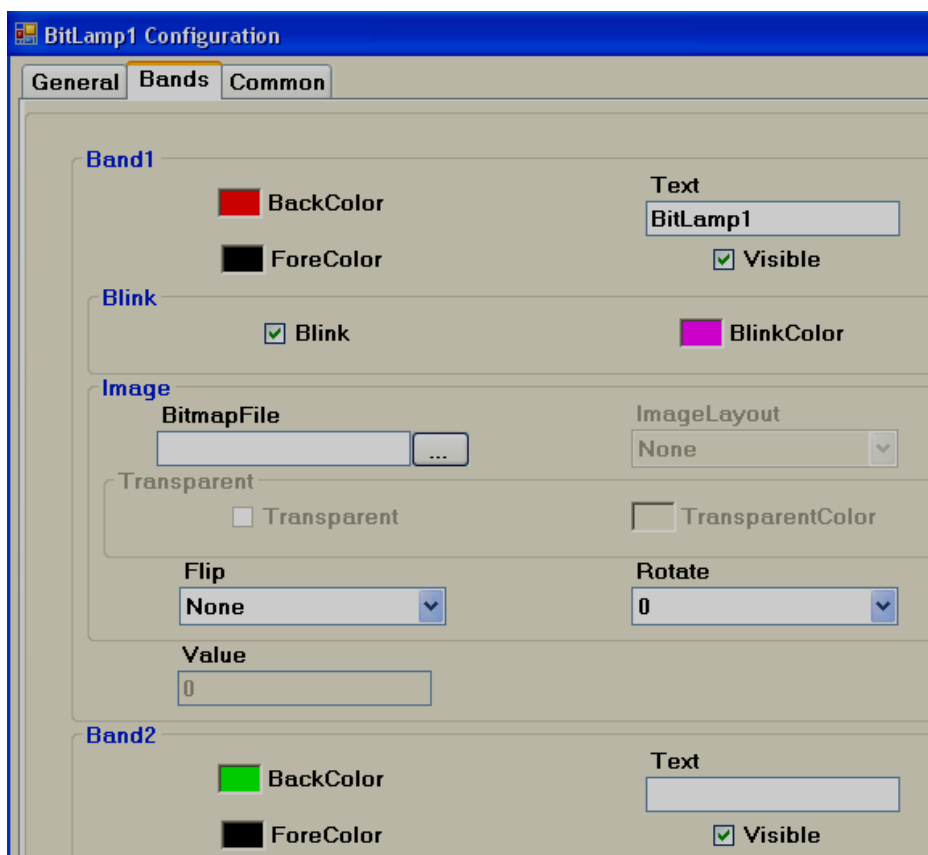 BitLamp1 Configuration
General Bands Common
Band1
BackColor
Text
BitLamp1
ForeColor
Visible
Blink
Blink
BlinkColor
Image
BitmapFile
ImageLayout
...
None
Transparent
Transparent
TransparentColor
Flip
Rotate
None
0
Value
0
Band2
BackColor
Text
ForeColor
Visible